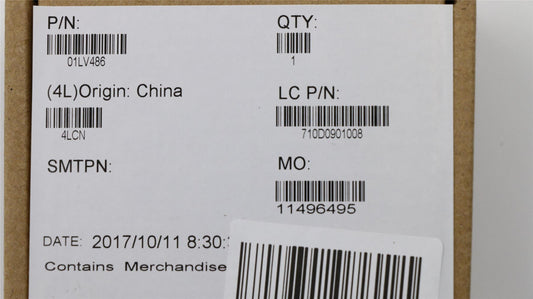 P/N:
01LV486
QTY:
1
(4L)Origin: China
4LCN
LC P/N:
710D0901008
SMTPN:
MO:
11496495
DATE: 2017/10/11 8:30:
Contains Merchandise